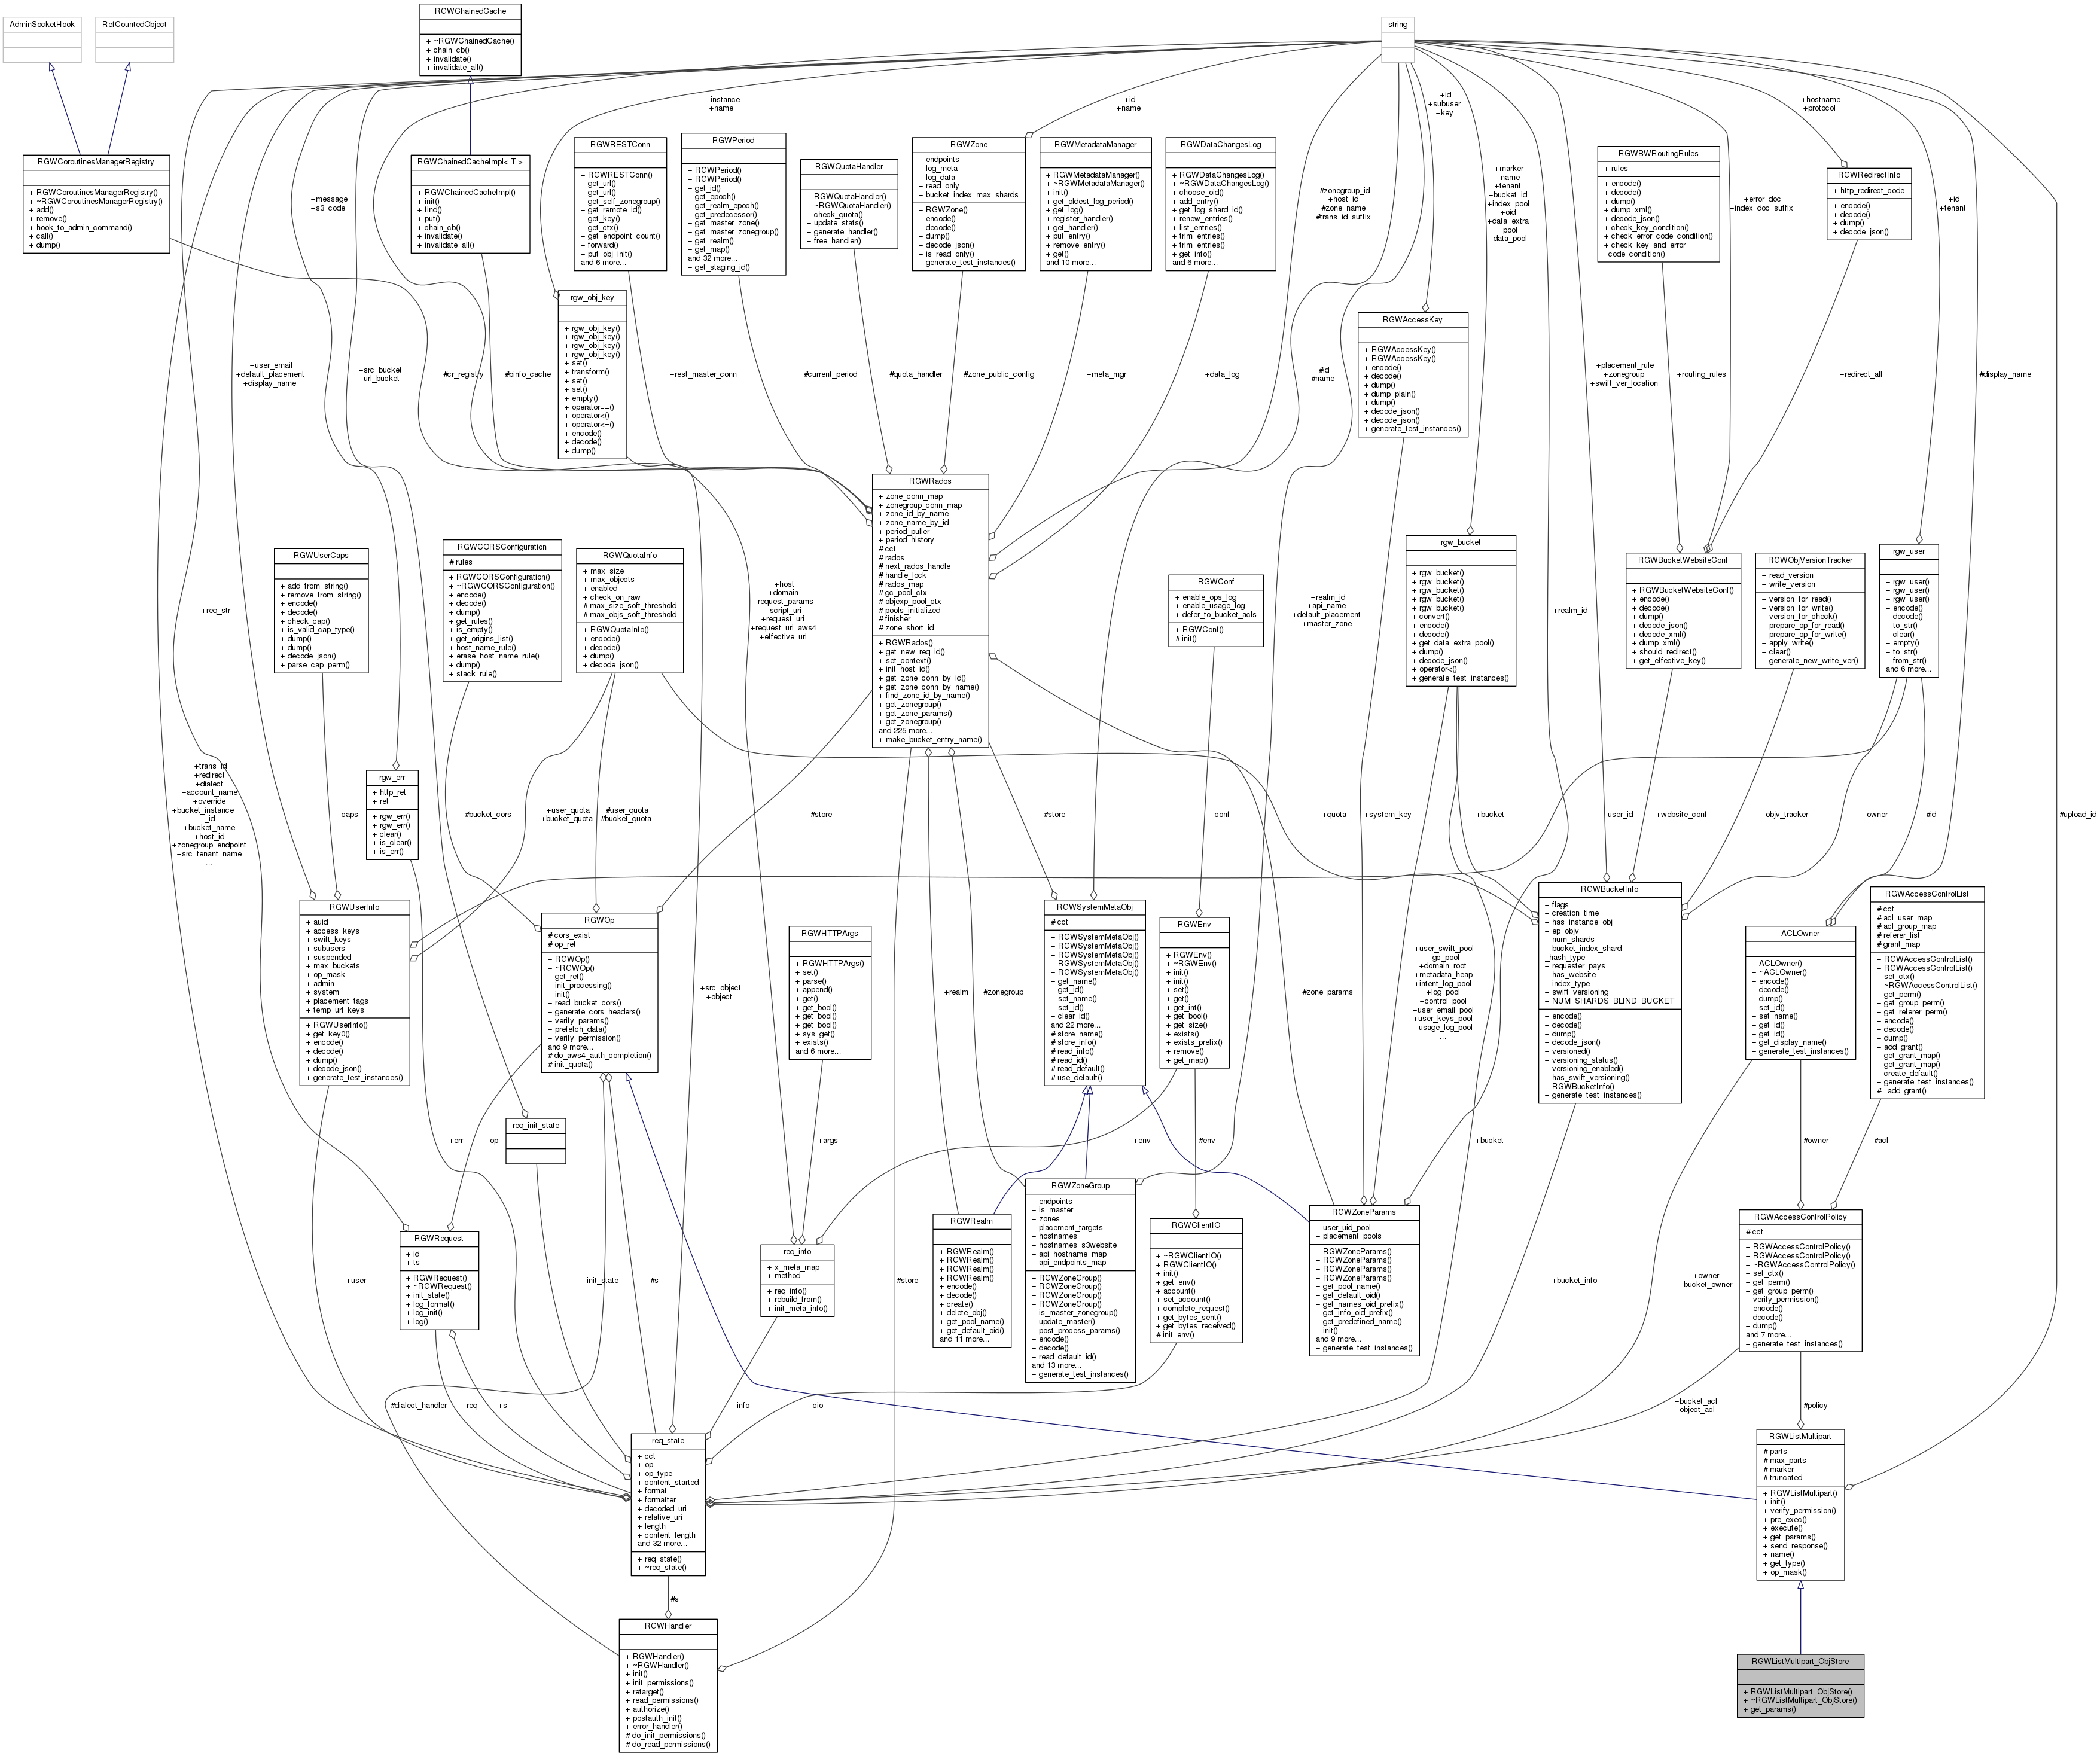 AdminSocketHook
RefCountedObject
RGWChainedCache
+ ~RGWChainedCache()
+ chain_cb()
+ invalidate()
+ invalidate_all()
string
RGWCoroutinesManagerRegistry
+ RGWCoroutinesManagerRegistry()
+ ~RGWCoroutinesManagerRegistry()
+ add()
+ remove()
+ hook_to_admin_command()
+ call()
+ dump()
RGWChainedCacheImpl< T >
+ RGWChainedCacheImpl()
+ init()
+ find()
+ put()
+ chain_cb()
+ invalidate()
+ invalidate_all()
+instance
+name
RGWRESTConn
+ RGWRESTConn()
+ get_url()
+ get_url()
+ get_self_zonegroup()
+ get_remote_id()
+ get_key()
+ get_ctx()
+ get_endpoint_count()
+ forward()
+ put_obj_init()
and 6 more...
RGWPeriod
+ RGWPeriod()
+ RGWPeriod()
+ get_id()
+ get_epoch()
+ get_realm_epoch()
+ get_predecessor()
+ get_master_zone()
+ get_master_zonegroup()
+ get_realm()
+ get_map()
and 32 more...
+ get_staging_id()
RGWQuotaHandler
+ RGWQuotaHandler()
+ ~RGWQuotaHandler()
+ check_quota()
+ update_stats()
+ generate_handler()
+ free_handler()
RGWZone
+ endpoints
+ log_meta
+ log_data
+ read_only
+ bucket_index_max_shards
+ RGWZone()
+ encode()
+ decode()
+ dump()
+ decode_json()
+ is_read_only()
+ generate_test_instances()
+id
+name
RGWMetadataManager
+ RGWMetadataManager()
+ ~RGWMetadataManager()
+ init()
+ get_oldest_log_period()
+ get_log()
+ register_handler()
+ get_handler()
+ put_entry()
+ remove_entry()
+ get()
and 10 more...
RGWDataChangesLog
+ RGWDataChangesLog()
+ ~RGWDataChangesLog()
+ choose_oid()
+ add_entry()
+ get_log_shard_id()
+ renew_entries()
+ list_entries()
+ trim_entries()
+ trim_entries()
+ get_info()
and 6 more...
#zonegroup_id
#host_id
#zone_name
#trans_id_suffix
+id
+subuser
+key
+marker
+name
+tenant
+bucket_id
+index_pool
+oid
+data_extra
_pool
+data_pool
RGWBWRoutingRules
+ rules
+ encode()
+ decode()
+ dump()
+ dump_xml()
+ decode_json()
+ check_key_condition()
+ check_error_code_condition()
+ check_key_and_error
_code_condition()
+error_doc
+index_doc_suffix
+hostname
+protocol
RGWRedirectInfo
+ http_redirect_code
+ encode()
+ decode()
+ dump()
+ decode_json()
+id
+tenant
+message
+s3_code
rgw_obj_key
+ rgw_obj_key()
+ rgw_obj_key()
+ rgw_obj_key()
+ rgw_obj_key()
+ set()
+ transform()
+ set()
+ set()
+ empty()
+ operator==()
+ operator<()
+ operator<=()
+ encode()
+ decode()
+ dump()
RGWAccessKey
+ RGWAccessKey()
+ RGWAccessKey()
+ encode()
+ decode()
+ dump()
+ dump_plain()
+ dump()
+ decode_json()
+ decode_json()
+ generate_test_instances()
+user_email
+default_placement
+display_name
+src_bucket
+url_bucket
#cr_registry
#binfo_cache
+rest_master_conn
#current_period
#quota_handler
#zone_public_config
+meta_mgr
+data_log
#id
#name
+placement_rule
+zonegroup
+swift_ver_location
+routing_rules
+redirect_all
#display_name
RGWRados
+ zone_conn_map
+ zonegroup_conn_map
+ zone_id_by_name
+ zone_name_by_id
+ period_puller
+ period_history
# cct
# rados
# next_rados_handle
# handle_lock
# rados_map
# gc_pool_ctx
# objexp_pool_ctx
# pools_initialized
# finisher
# zone_short_id
+ RGWRados()
+ get_new_req_id()
+ set_context()
+ init_host_id()
+ get_zone_conn_by_id()
+ get_zone_conn_by_name()
+ find_zone_id_by_name()
+ get_zonegroup()
+ get_zone_params()
+ get_zonegroup()
and 225 more...
+ make_bucket_entry_name()
+req_str
RGWUserCaps
+ add_from_string()
+ remove_from_string()
+ encode()
+ decode()
+ check_cap()
+ is_valid_cap_type()
+ dump()
+ dump()
+ decode_json()
+ parse_cap_perm()
RGWCORSConfiguration
# rules
+ RGWCORSConfiguration()
+ ~RGWCORSConfiguration()
+ encode()
+ decode()
+ dump()
+ get_rules()
+ is_empty()
+ get_origins_list()
+ host_name_rule()
+ erase_host_name_rule()
+ dump()
+ stack_rule()
RGWQuotaInfo
+ max_size
+ max_objects
+ enabled
+ check_on_raw
# max_size_soft_threshold
# max_objs_soft_threshold
+ RGWQuotaInfo()
+ encode()
+ decode()
+ dump()
+ dump()
+ decode_json()
+host
+domain
+request_params
+script_uri
+request_uri
+request_uri_aws4
+effective_uri
RGWConf
+ enable_ops_log
+ enable_usage_log
+ defer_to_bucket_acls
+ RGWConf()
# init()
+realm_id
+api_name
+default_placement
+master_zone
rgw_bucket
+ rgw_bucket()
+ rgw_bucket()
+ rgw_bucket()
+ rgw_bucket()
+ rgw_bucket()
+ convert()
+ encode()
+ decode()
+ get_data_extra_pool()
+ dump()
+ decode_json()
+ operator<()
+ generate_test_instances()
+realm_id
RGWBucketWebsiteConf
+ RGWBucketWebsiteConf()
+ encode()
+ decode()
+ dump()
+ decode_json()
+ decode_xml()
+ dump_xml()
+ should_redirect()
+ get_effective_key()
RGWObjVersionTracker
+ read_version
+ write_version
+ version_for_read()
+ version_for_write()
+ version_for_check()
+ prepare_op_for_read()
+ prepare_op_for_write()
+ apply_write()
+ clear()
+ generate_new_write_ver()
rgw_user
+ rgw_user()
+ rgw_user()
+ rgw_user()
+ encode()
+ decode()
+ to_str()
+ clear()
+ empty()
+ to_str()
+ from_str()
and 6 more...
+trans_id
+redirect
+dialect
+account_name
+override
+bucket_instance
_id
+bucket_name
+host_id
+zonegroup_endpoint
+src_tenant_name
...
+caps
rgw_err
+ http_ret
+ ret
+ rgw_err()
+ rgw_err()
+ clear()
+ is_clear()
+ is_err()
#bucket_cors
+user_quota
+bucket_quota
#user_quota
#bucket_quota
#store
#store
+conf
+quota
+system_key
+bucket
+user_id
+website_conf
+objv_tracker
+owner
#id
#upload_id
RGWUserInfo
+ auid
+ access_keys
+ swift_keys
+ subusers
+ suspended
+ max_buckets
+ op_mask
+ admin
+ system
+ placement_tags
+ temp_url_keys
+ RGWUserInfo()
+ get_key0()
+ encode()
+ decode()
+ dump()
+ decode_json()
+ generate_test_instances()
RGWOp
# cors_exist
# op_ret
+ RGWOp()
+ ~RGWOp()
+ get_ret()
+ init_processing()
+ init()
+ read_bucket_cors()
+ generate_cors_headers()
+ verify_params()
+ prefetch_data()
+ verify_permission()
and 9 more...
# do_aws4_auth_completion()
# init_quota()
+src_object
+object
RGWHTTPArgs
+ RGWHTTPArgs()
+ set()
+ parse()
+ append()
+ get()
+ get_bool()
+ get_bool()
+ get_bool()
+ sys_get()
+ exists()
and 6 more...
+realm
#zonegroup
RGWSystemMetaObj
# cct
+ RGWSystemMetaObj()
+ RGWSystemMetaObj()
+ RGWSystemMetaObj()
+ RGWSystemMetaObj()
+ RGWSystemMetaObj()
+ get_name()
+ get_id()
+ set_name()
+ set_id()
+ clear_id()
and 22 more...
# store_name()
# store_info()
# read_info()
# read_id()
# read_default()
# use_default()
RGWEnv
+ RGWEnv()
+ ~RGWEnv()
+ init()
+ init()
+ set()
+ get()
+ get_int()
+ get_bool()
+ get_size()
+ exists()
+ exists_prefix()
+ remove()
+ get_map()
#zone_params
+user_swift_pool
+gc_pool
+domain_root
+metadata_heap
+intent_log_pool
+log_pool
+control_pool
+user_email_pool
+user_keys_pool
+usage_log_pool
...
RGWBucketInfo
+ flags
+ creation_time
+ has_instance_obj
+ ep_objv
+ num_shards
+ bucket_index_shard
_hash_type
+ requester_pays
+ has_website
+ index_type
+ swift_versioning
+ NUM_SHARDS_BLIND_BUCKET
+ encode()
+ decode()
+ dump()
+ decode_json()
+ versioned()
+ versioning_status()
+ versioning_enabled()
+ has_swift_versioning()
+ RGWBucketInfo()
+ generate_test_instances()
ACLOwner
+ ACLOwner()
+ ~ACLOwner()
+ encode()
+ decode()
+ dump()
+ set_id()
+ set_name()
+ get_id()
+ get_id()
+ get_display_name()
+ generate_test_instances()
RGWAccessControlList
# cct
# acl_user_map
# acl_group_map
# referer_list
# grant_map
+ RGWAccessControlList()
+ RGWAccessControlList()
+ set_ctx()
+ ~RGWAccessControlList()
+ get_perm()
+ get_group_perm()
+ get_referer_perm()
+ encode()
+ decode()
+ dump()
+ add_grant()
+ get_grant_map()
+ get_grant_map()
+ create_default()
+ generate_test_instances()
# _add_grant()
req_init_state
+err
+op
+args
+env
#env
+bucket
#owner
#acl
RGWRequest
+ id
+ ts
+ RGWRequest()
+ ~RGWRequest()
+ init_state()
+ log_format()
+ log_init()
+ log()
+user
+init_state
#s
req_info
+ x_meta_map
+ method
+ req_info()
+ rebuild_from()
+ init_meta_info()
#store
RGWRealm
+ RGWRealm()
+ RGWRealm()
+ RGWRealm()
+ RGWRealm()
+ encode()
+ decode()
+ create()
+ delete_obj()
+ get_pool_name()
+ get_default_oid()
and 11 more...
RGWZoneGroup
+ endpoints
+ is_master
+ zones
+ placement_targets
+ hostnames
+ hostnames_s3website
+ api_hostname_map
+ api_endpoints_map
+ RGWZoneGroup()
+ RGWZoneGroup()
+ RGWZoneGroup()
+ RGWZoneGroup()
+ is_master_zonegroup()
+ update_master()
+ post_process_params()
+ encode()
+ decode()
+ read_default_id()
and 13 more...
+ generate_test_instances()
RGWClientIO
+ ~RGWClientIO()
+ RGWClientIO()
+ init()
+ get_env()
+ account()
+ set_account()
+ complete_request()
+ get_bytes_sent()
+ get_bytes_received()
# init_env()
RGWZoneParams
+ user_uid_pool
+ placement_pools
+ RGWZoneParams()
+ RGWZoneParams()
+ RGWZoneParams()
+ RGWZoneParams()
+ get_pool_name()
+ get_default_oid()
+ get_names_oid_prefix()
+ get_info_oid_prefix()
+ get_predefined_name()
+ init()
and 9 more...
+ generate_test_instances()
+bucket_info
+owner
+bucket_owner
RGWAccessControlPolicy
# cct
+ RGWAccessControlPolicy()
+ RGWAccessControlPolicy()
+ ~RGWAccessControlPolicy()
+ set_ctx()
+ get_perm()
+ get_group_perm()
+ verify_permission()
+ encode()
+ decode()
+ dump()
and 7 more...
+ generate_test_instances()
#dialect_handler
+req
+s
+info
+cio
+bucket_acl
+object_acl
#policy
req_state
+ cct
+ op
+ op_type
+ content_started
+ format
+ formatter
+ decoded_uri
+ relative_uri
+ length
+ content_length
and 32 more...
+ req_state()
+ ~req_state()
RGWListMultipart
# parts
# max_parts
# marker
# truncated
+ RGWListMultipart()
+ init()
+ verify_permission()
+ pre_exec()
+ execute()
+ get_params()
+ send_response()
+ name()
+ get_type()
+ op_mask()
#s
RGWHandler
+ RGWHandler()
+ ~RGWHandler()
+ init()
+ init_permissions()
+ retarget()
+ read_permissions()
+ authorize()
+ postauth_init()
+ error_handler()
# do_init_permissions()
# do_read_permissions()
RGWListMultipart_ObjStore
+ RGWListMultipart_ObjStore()
+ ~RGWListMultipart_ObjStore()
+ get_params()